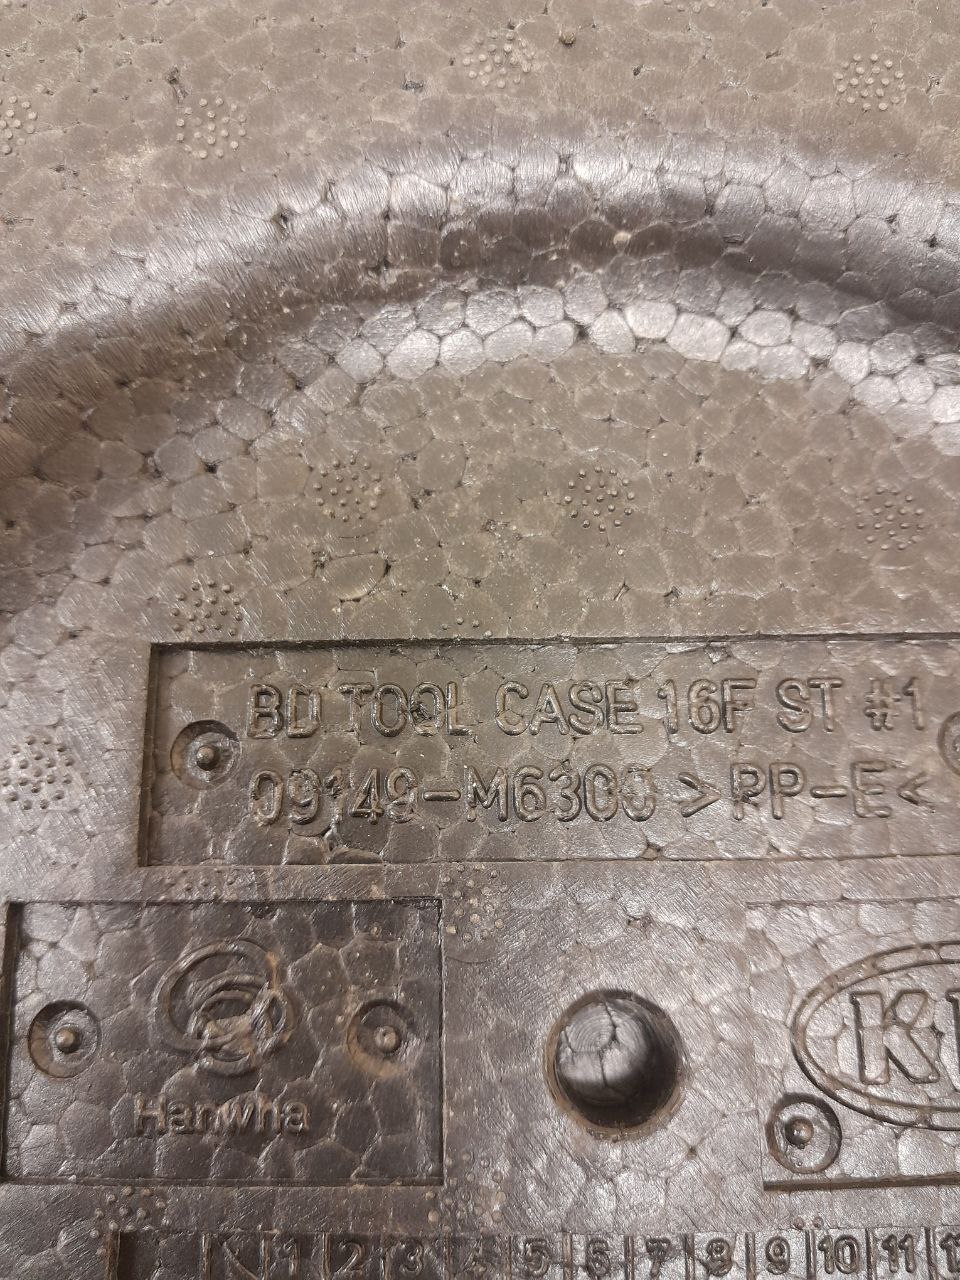 BD TOOL CASE 16F ST #1
09149-M6300 >PP-E<
Hanwha
1 2 3 4 5 6 7 8 9 10 11